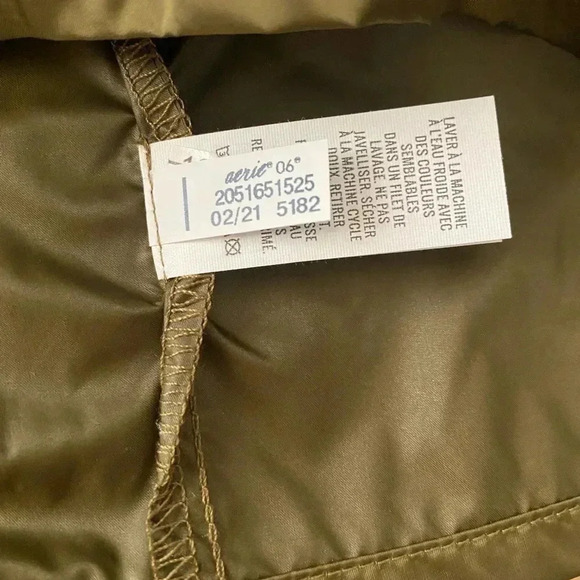 aerie® 06®
2051651525
02/21 5182
LAVER À LA MACHINE
À L'EAU FROIDE AVEC
DES COULEURS
SEMBLABLES
DANS UN FILET DE
LAVAGE. NE PAS
JAVELLISER. SÉCHER
À LA MACHINE CYCLE
DOUX. RETIRER